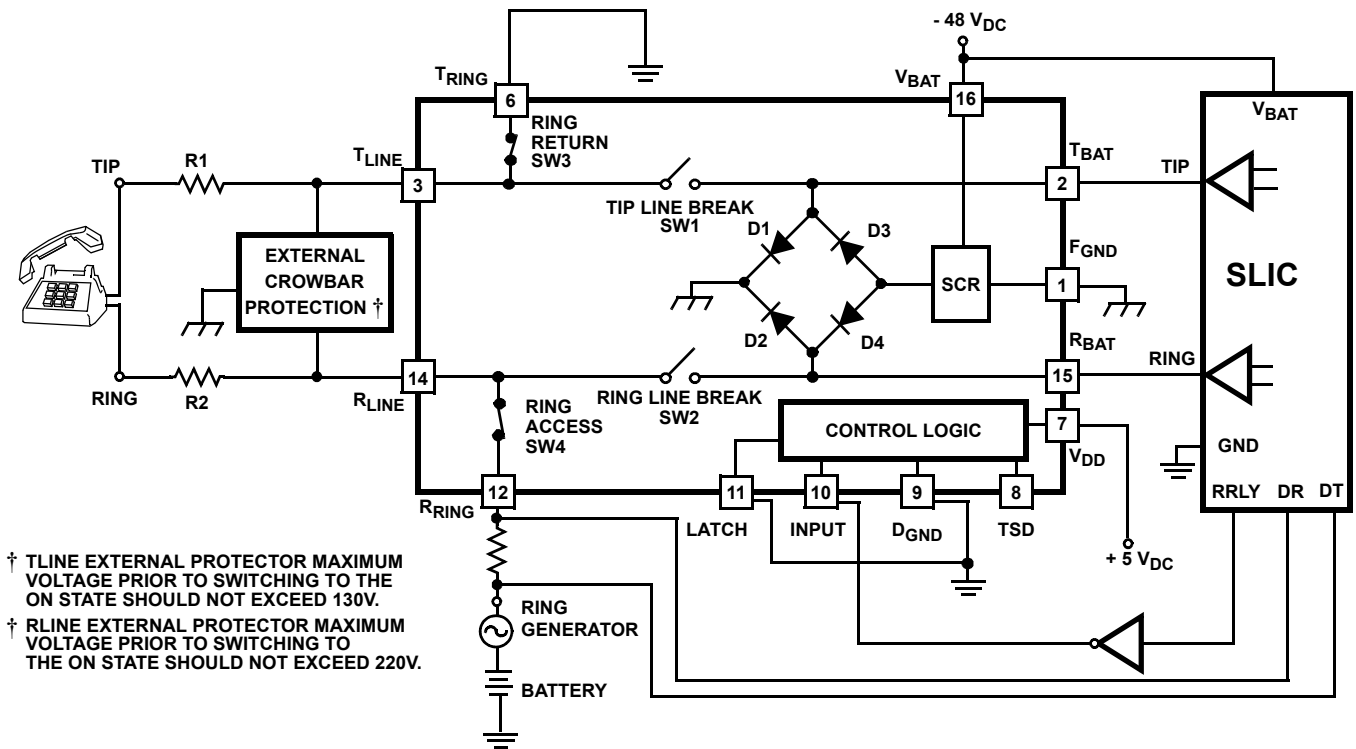 - 48 VDC
TRING
6
VBAT
16
VBAT
RING
RETURN
SW3
TIP
R1
TLINE
3
TBAT
2
TIP
TIP LINE BREAK
SW1
D1
D3
EXTERNAL
CROWBAR
PROTECTION †
SCR
FGND
1
SLIC
D2
D4
RBAT
15
RING
RING
R2
14
RLINE
RING
ACCESS
SW4
RING LINE BREAK
SW2
CONTROL LOGIC
7
VDD
GND
RRLY DR DT
RRING
12
11
10
9
8
LATCH
INPUT
DGND
TSD
+ 5 VDC
† TLINE EXTERNAL PROTECTOR MAXIMUM
VOLTAGE PRIOR TO SWITCHING TO THE
ON STATE SHOULD NOT EXCEED 130V.
† RLINE EXTERNAL PROTECTOR MAXIMUM
VOLTAGE PRIOR TO SWITCHING TO
THE ON STATE SHOULD NOT EXCEED 220V.
RING
GENERATOR
BATTERY